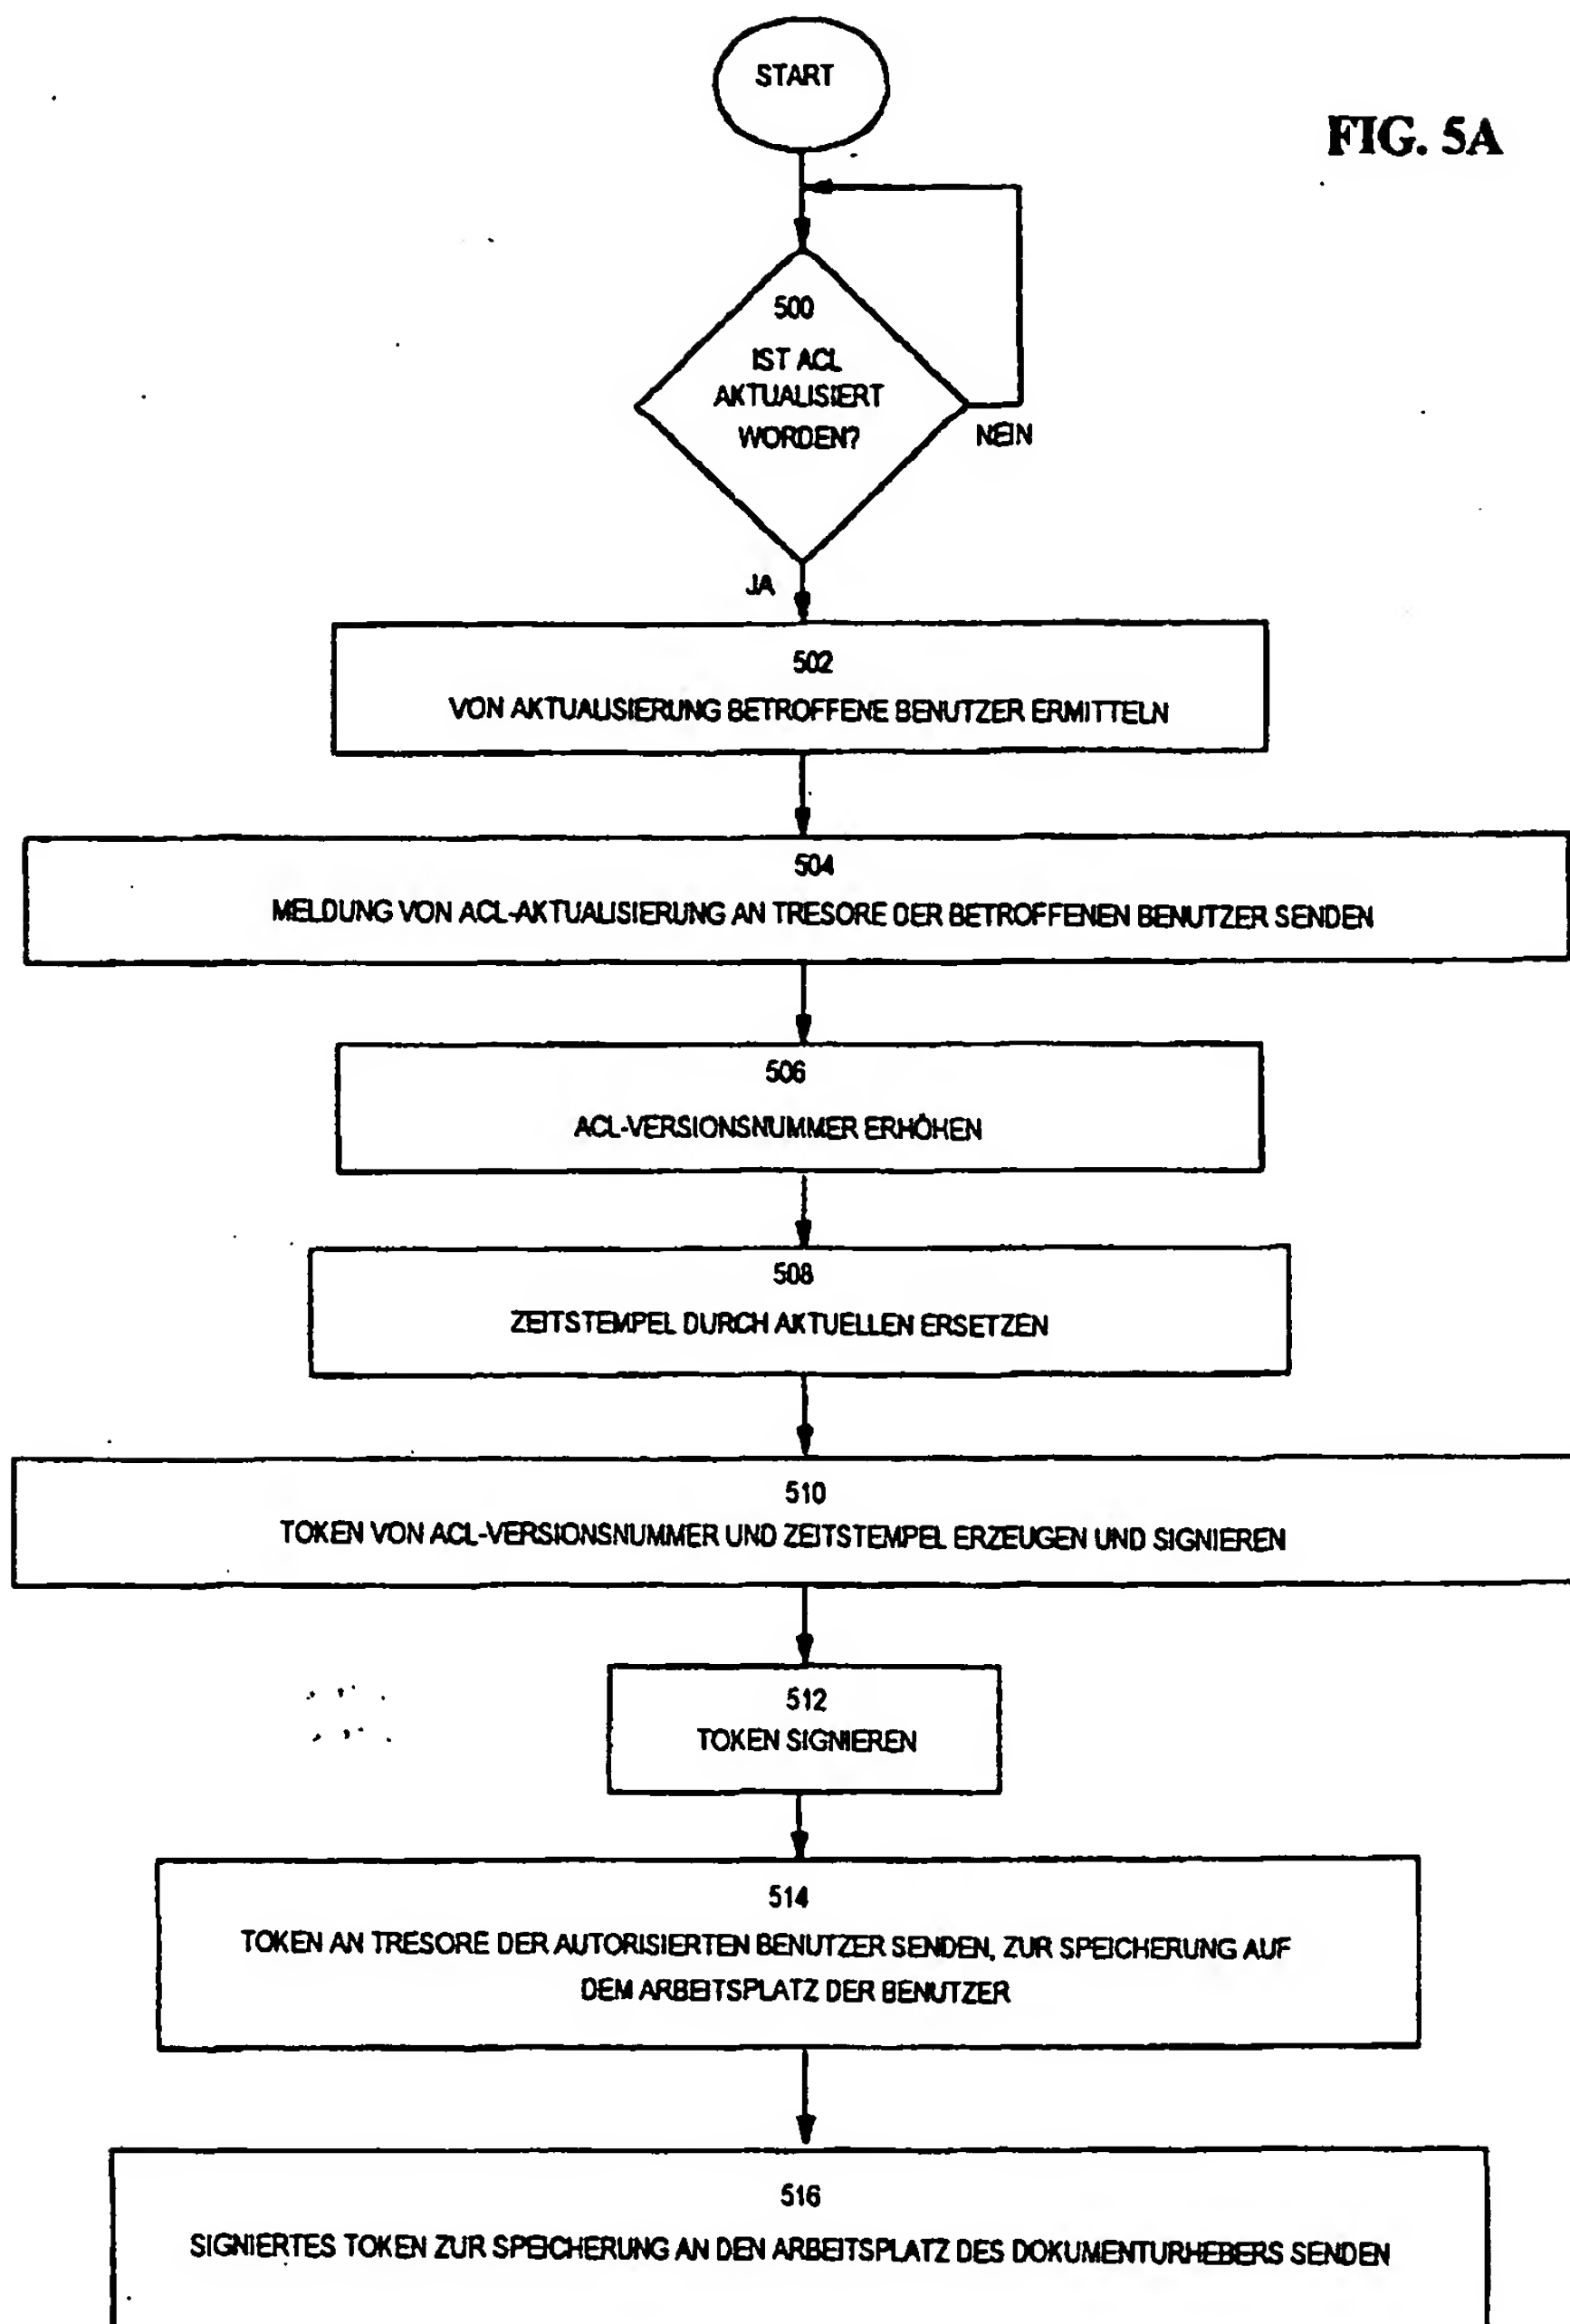 START
FIG. 5A
500
IST ACL
AKTUALISIERT
WORDEN?
NEIN
JA
502
VON AKTUALISIERUNG BETROFFENE BENUTZER ERMITTELN
504
MELDUNG VON ACL-AKTUALISIERUNG AN TRESORE DER BETROFFENEN BENUTZER SENDEN
506
ACL-VERSIONSNUMMER ERHÖHEN
508
ZEITSTEMPEL DURCH AKTUELLEN ERSETZEN
510
TOKEN VON ACL-VERSIONSNUMMER UND ZEITSTEMPEL ERZEUGEN UND SIGNIEREN
512
TOKEN SIGNIEREN
514
TOKEN AN TRESORE DER AUTORISIERTEN BENUTZER SENDEN, ZUR SPEICHERUNG AUF
DEM ARBEITSPLATZ DER BENUTZER
516
SIGNIERTES TOKEN ZUR SPEICHERUNG AN DEN ARBEITSPLATZ DES DOKUMENTURHEBERS SENDEN